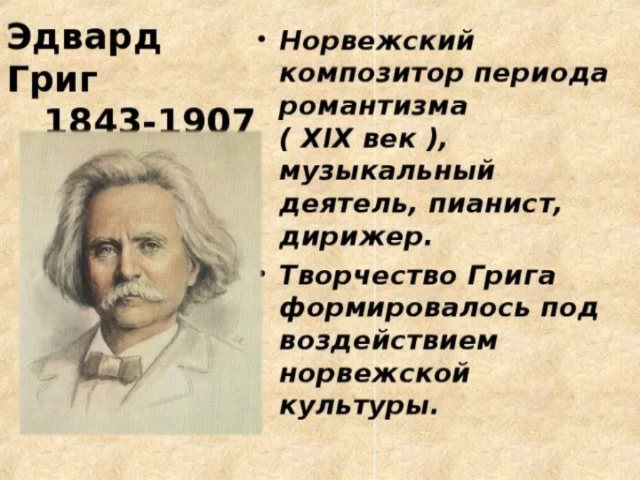 Эдвард
Григ
1843-1907
• Норвежский
композитор периода
романтизма
( XIX век ),
музыкальный
деятель, пианист,
дирижер.
• Творчество Грига
формировалось под
воздействием
норвежской
культуры.